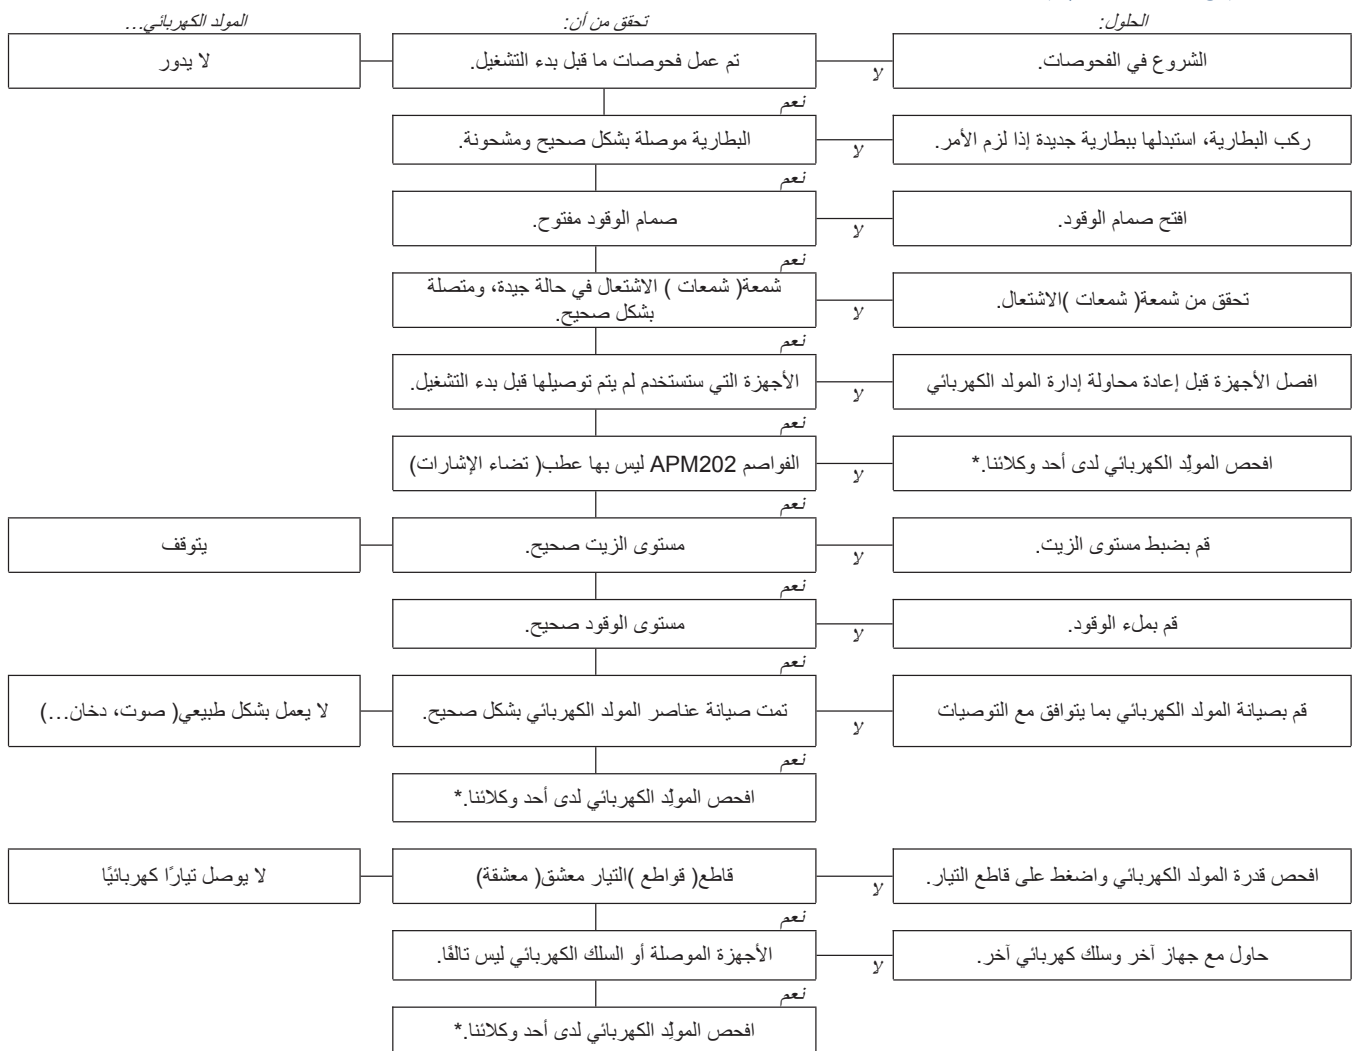 المولد الكهربائي...
تحقق من أن:
الحلول:
لا يدور
تم عمل فحوصات ما قبل بدء التشغيل.
لا
الشروع في الفحوصات.
نعم
البطارية موصلة بشكل صحيح ومشحونة.
لا
ركب البطارية، استبدلها ببطارية جديدة إذا لزم الأمر.
نعم
صمام الوقود مفتوح.
لا
افتح صمام الوقود.
نعم
شمعة( شمعات ) الاشتعال في حالة جيدة، ومتصلة
بشكل صحيح.
لا
تحقق من شمعة( شمعات )الاشتعال.
نعم
الأجهزة التي ستستخدم لم يتم توصيلها قبل بدء التشغيل.
لا
افصل الأجهزة قبل إعادة محاولة إدارة المولد الكهربائي
نعم
الفواصم APM202 ليس بها عطب( تضاء الإشارات)
لا
افحص المولِد الكهربائي لدى أحد وكلائنا.*
نعم
يتوقف
مستوى الزيت صحيح.
لا
قم بضبط مستوى الزيت.
نعم
مستوى الوقود صحيح.
لا
قم بملء الوقود.
نعم
لا يعمل بشكل طبيعي( صوت، دخان...)
تمت صيانة عناصر المولد الكهربائي بشكل صحيح.
لا
قم بصيانة المولد الكهربائي بما يتوافق مع التوصيات
نعم
افحص المولِد الكهربائي لدى أحد وكلائنا.*
لا يوصل تيارًا كهربائيًا
قاطع( قواطع )التيار معشق( معشقة)
لا
افحص قدرة المولد الكهربائي واضغط على قاطع التيار.
نعم
الأجهزة الموصلة أو السلك الكهربائي ليس تالفًا.
لا
حاول مع جهاز آخر وسلك كهربائي آخر.
نعم
افحص المولِد الكهربائي لدى أحد وكلائنا.*